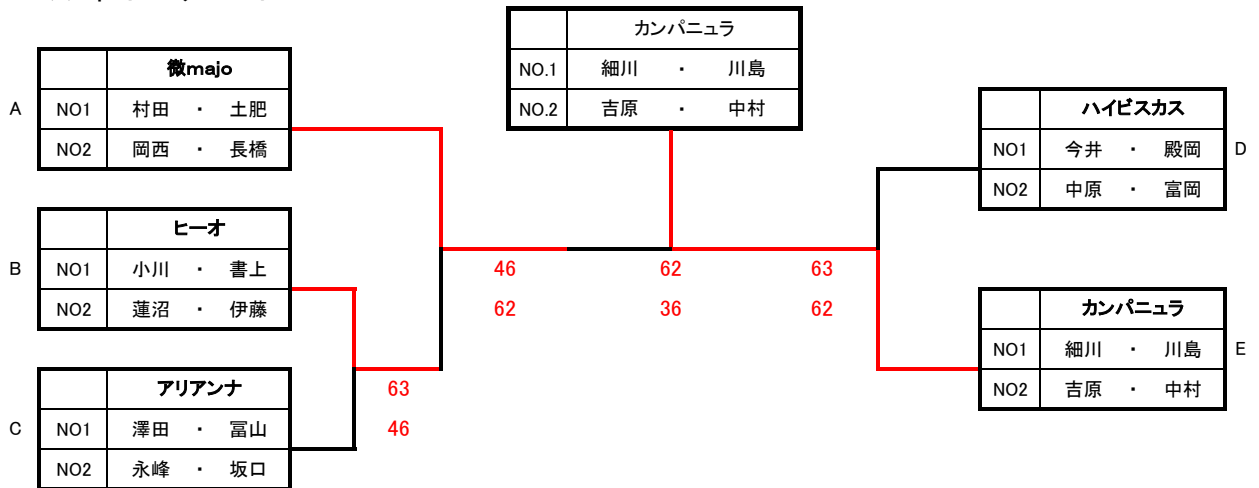 カンパニュラ
NO.1 細川 ・ 川島
NO.2 吉原 ・ 中村
微majo
A NO1 村田 ・ 土肥
NO2 岡西 ・ 長橋
ヒーオ
B NO1 小川 ・ 書上
NO2 蓮沼 ・ 伊藤
アリアンナ
C NO1 澤田 ・ 冨山
NO2 永峰 ・ 坂口
63
46
46 62 63
62 36 62
ハイビスカス
NO1 今井 ・ 殿岡 D
NO2 中原 ・ 富岡
カンパニュラ
NO1 細川 ・ 川島 E
NO2 吉原 ・ 中村